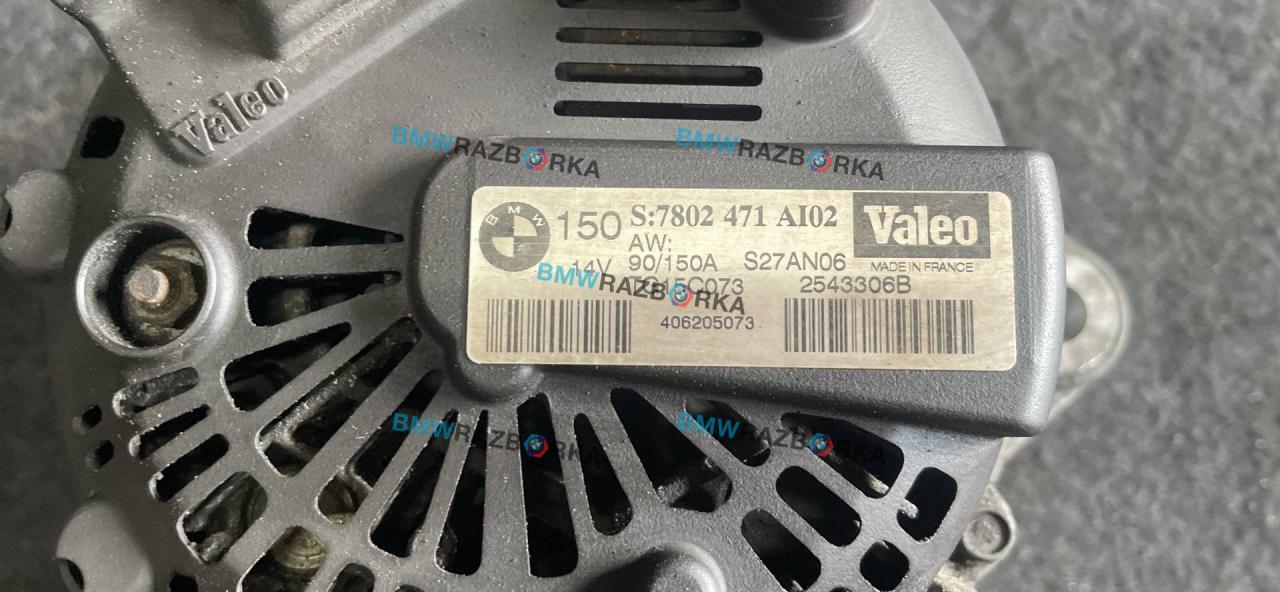 Valeo
BMWRAZBORKA
BMWRAZBORKA
BMW
150
S:7802 471 AI02
Valeo
AW:
14V 90/150A S27AN06
MADE IN FRANCE
BMWRAZBORKA
2543306B
406205073
BMWRAZBORKA
BMWRAZBORKA